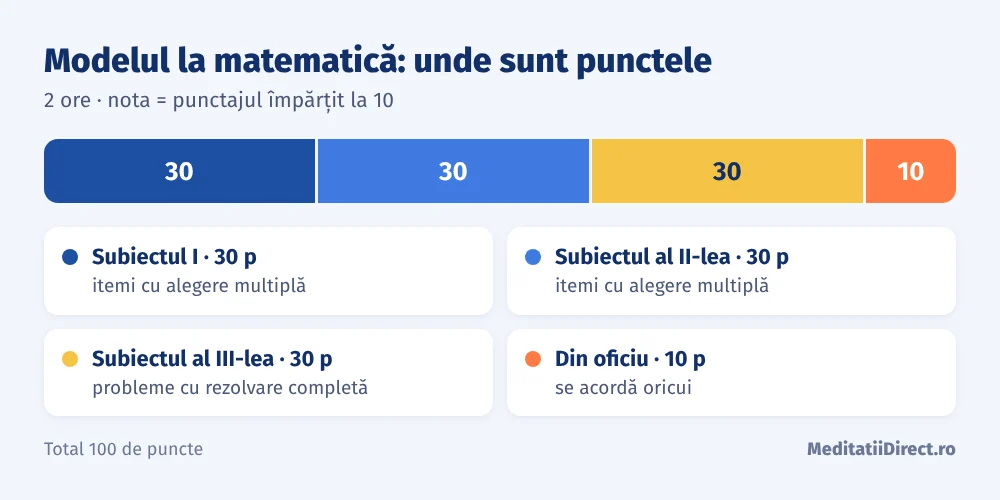 Modelul la matematică: unde sunt punctele
2 ore · nota = punctajul împărțit la 10
30
30
30
10
Subiectul I · 30 p
itemi cu alegere multiplă
Subiectul al II-lea · 30 p
itemi cu alegere multiplă
Subiectul al III-lea · 30 p
probleme cu rezolvare completă
Din oficiu · 10 p
se acordă oricui
Total 100 de puncte
MeditatiiDirect.ro